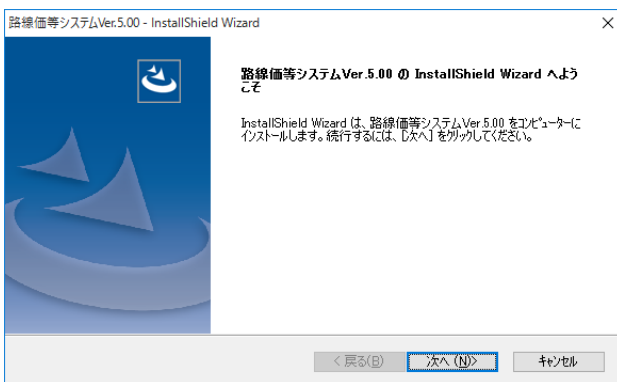 路線価等システムVer.5.00 - InstallShield Wizard
路線価等システムVer.5.00 の InstallShield Wizard へよう
こそ
InstallShield Wizard は、路線価等システムVer.5.00 をコンピューターに
インストールします。続行するには、[次へ] をクリックしてください。
< 戻る(B)
次へ (N)>
キャンセル